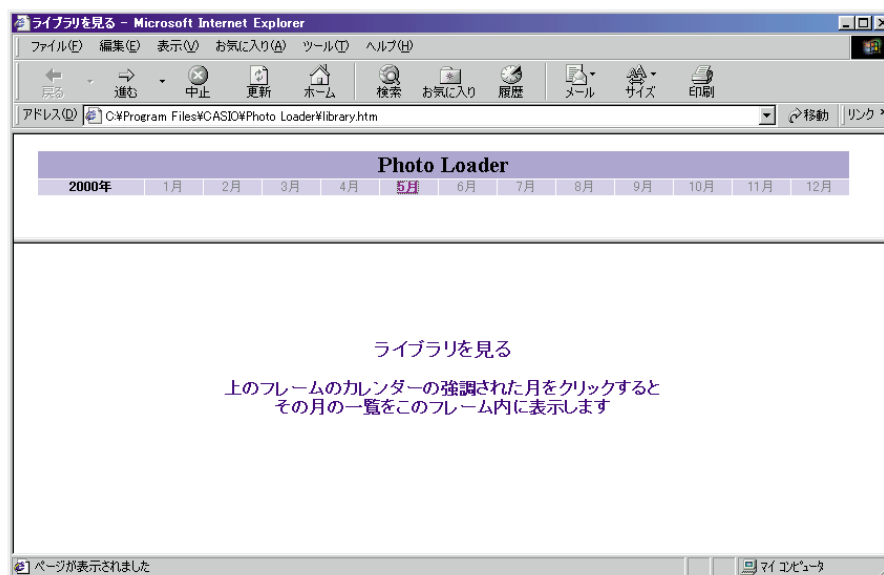 ライブラリを見る - Microsoft Internet Explorer
ファイル(F) 編集(E) 表示(V) お気に入り(A) ツール(T) ヘルプ(H)
戻る 進む 中止 更新 ホーム 検索 お気に入り 履歴 メール サイズ 印刷
アドレス(D) C:¥Program Files¥CASIO¥Photo Loader¥library.htm 移動 リンク »
Photo Loader
2000年 1月 2月 3月 4月 5月 6月 7月 8月 9月 10月 11月 12月
ライブラリを見る
上のフレームのカレンダーの強調された月をクリックすると
その月の一覧をこのフレーム内に表示します
ページが表示されました マイ コンピュータ